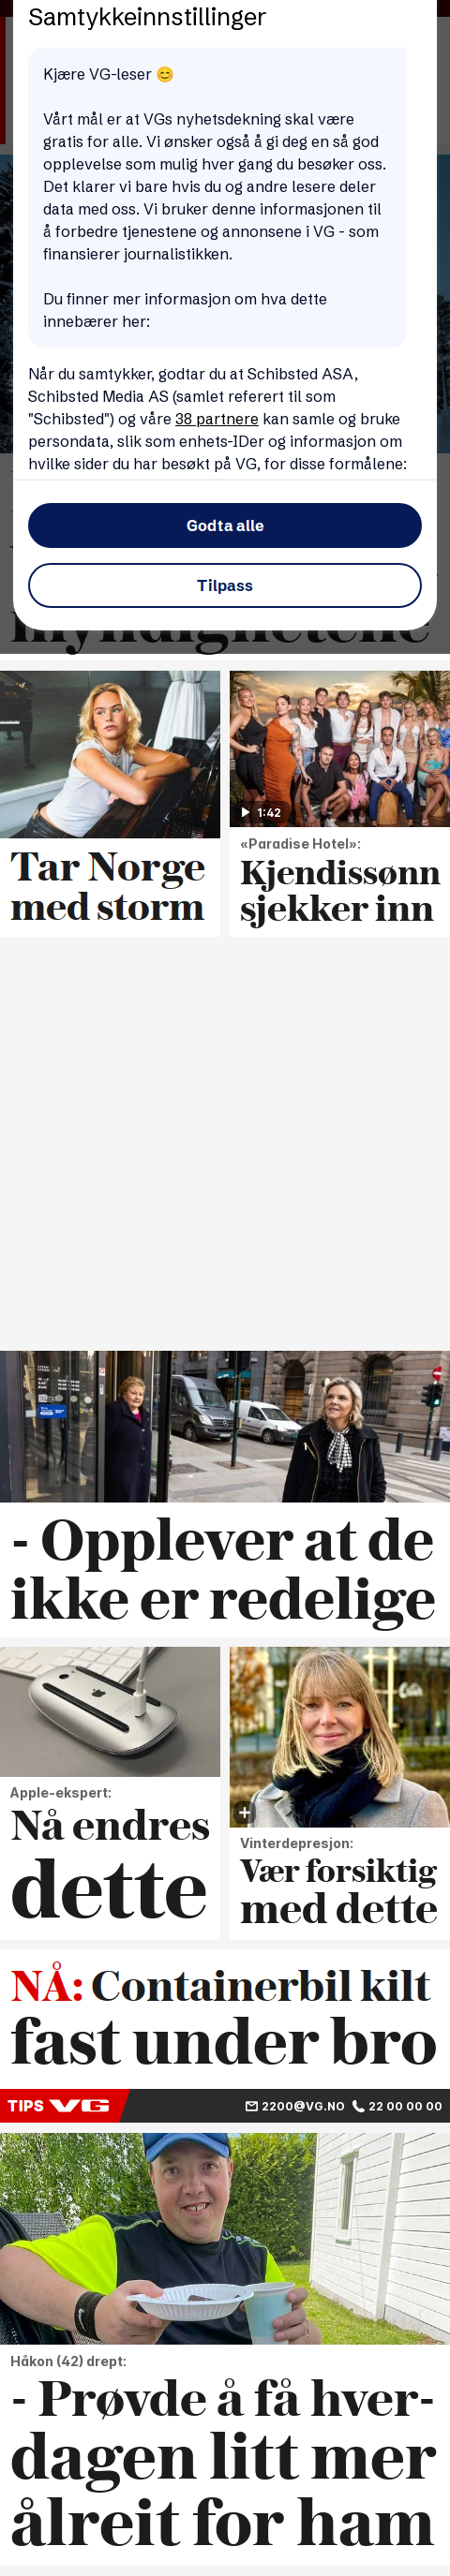 Samtykkeinnstillinger
Kjære VG-leser 😊
Vårt mål er at VGs nyhetsdekning skal være
gratis for alle. Vi ønsker også å gi deg en så god
opplevelse som mulig hver gang du besøker oss.
Det klarer vi bare hvis du og andre lesere deler
data med oss. Vi bruker denne informasjonen til
å forbedre tjenestene og annonsene i VG - som
finansierer journalistikken.
Du finner mer informasjon om hva dette
innebærer her:
Når du samtykker, godtar du at Schibsted ASA,
Schibsted Media AS (samlet referert til som
"Schibsted") og våre 38 partnere kan samle og bruke
persondata, slik som enhets-IDer og informasjon om
hvilke sider du har besøkt på VG, for disse formålene:
Godta alle
Tilpass
myndighetene
1:42
Tar Norge
med storm
«Paradise Hotel»:
Kjendissønn
sjekker inn
- Opplever at de
ikke er redelige
Apple-ekspert:
Nå endres
dette
Vinterdepresjon:
Vær forsiktig
med dette
NÅ: Containerbil kilt
fast under bro
TIPS VG 2200@VG.NO 22 00 00 00
Håkon (42) drept:
- Prøvde å få hver-
dagen litt mer
ålreit for ham